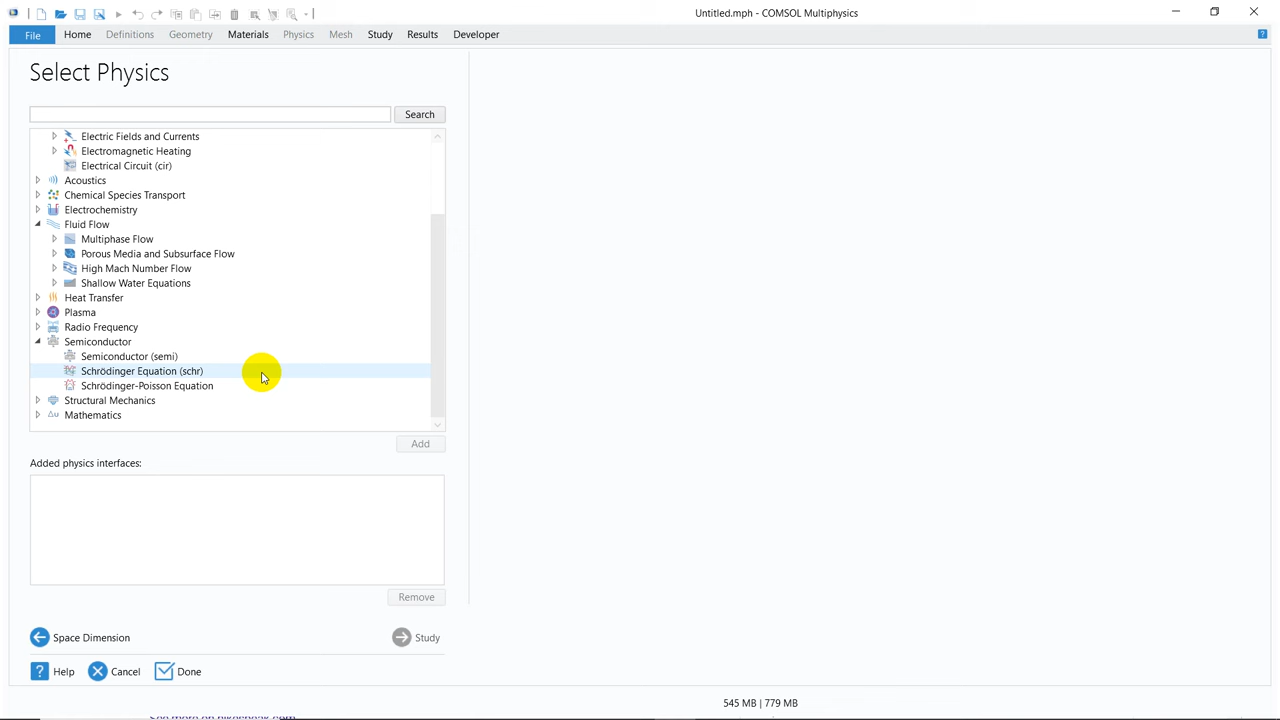 Untitled.mph - COMSOL Multiphysics
File Home Definitions Geometry Materials Physics Mesh Study Results Developer
?
Select Physics
Search
Electric Fields and Currents
Electromagnetic Heating
Electrical Circuit (cir)
Acoustics
Chemical Species Transport
Electrochemistry
Fluid Flow
Multiphase Flow
Porous Media and Subsurface Flow
High Mach Number Flow
Shallow Water Equations
Heat Transfer
Plasma
Radio Frequency
Semiconductor
Semiconductor (semi)
Schrödinger Equation (schr)
Schrödinger-Poisson Equation
Structural Mechanics
Δu Mathematics
Add
Added physics interfaces:
Remove
Space Dimension
Study
? Help Cancel Done
545 MB | 779 MB